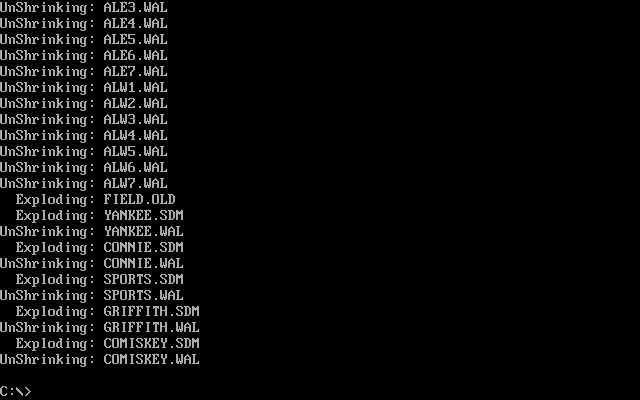 UnShrinking: ALE3.WAL
UnShrinking: ALE4.WAL
UnShrinking: ALE5.WAL
UnShrinking: ALE6.WAL
UnShrinking: ALE7.WAL
UnShrinking: ALW1.WAL
UnShrinking: ALW2.WAL
UnShrinking: ALW3.WAL
UnShrinking: ALW4.WAL
UnShrinking: ALW5.WAL
UnShrinking: ALW6.WAL
UnShrinking: ALW7.WAL
  Exploding: FIELD.OLD
  Exploding: YANKEE.SDM
UnShrinking: YANKEE.WAL
  Exploding: CONNIE.SDM
UnShrinking: CONNIE.WAL
  Exploding: SPORTS.SDM
UnShrinking: SPORTS.WAL
  Exploding: GRIFFITH.SDM
UnShrinking: GRIFFITH.WAL
  Exploding: COMISKEY.SDM
UnShrinking: COMISKEY.WAL
C:\>